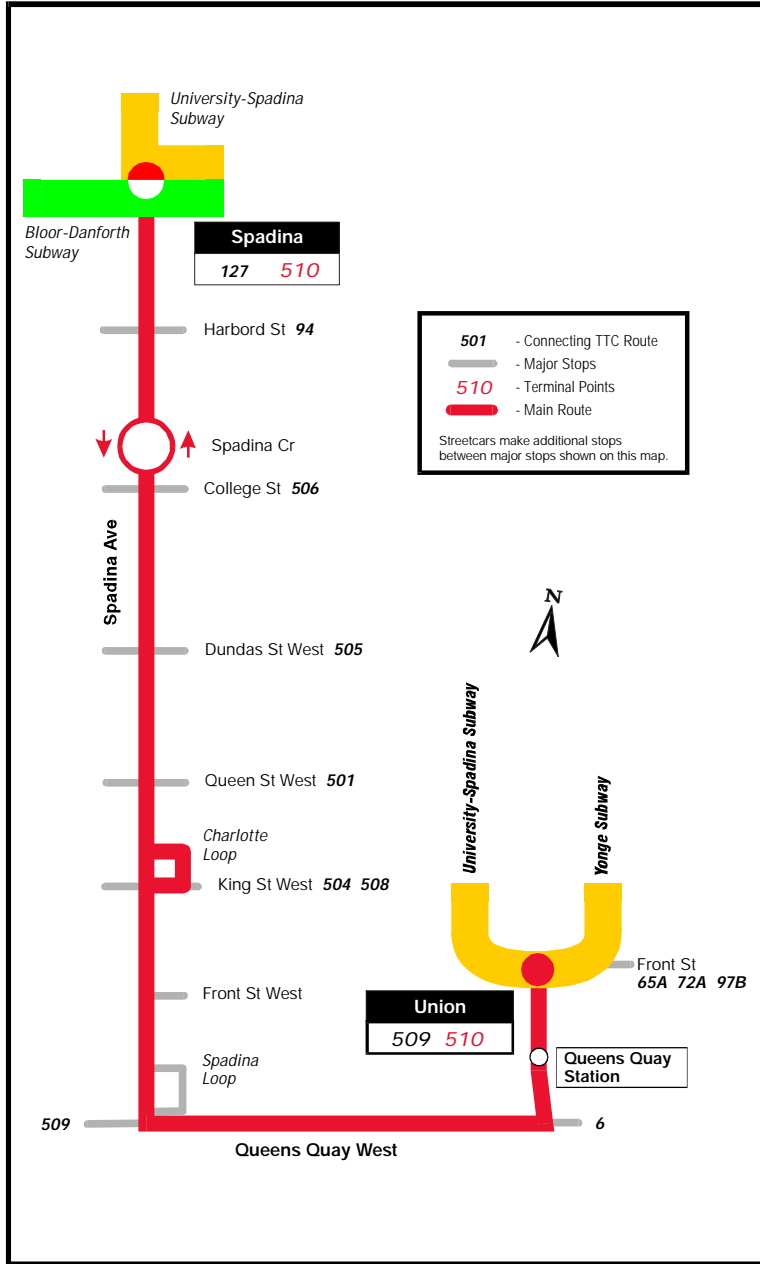 University-Spadina
Subway
Bloor-Danforth
Subway
Spadina
127 510
Harbord St 94
501 - Connecting TTC Route
- Major Stops
510 - Terminal Points
- Main Route
Streetcars make additional stops
between major stops shown on this map.
Spadina Cr
College St 506
Spadina Ave
N
Dundas St West 505
University-Spadina Subway
Yonge Subway
Queen St West 501
Charlotte
Loop
King St West 504 508
Front St
65A 72A 97B
Front St West
Union
509 510
Queens Quay
Station
Spadina
Loop
509
6
Queens Quay West